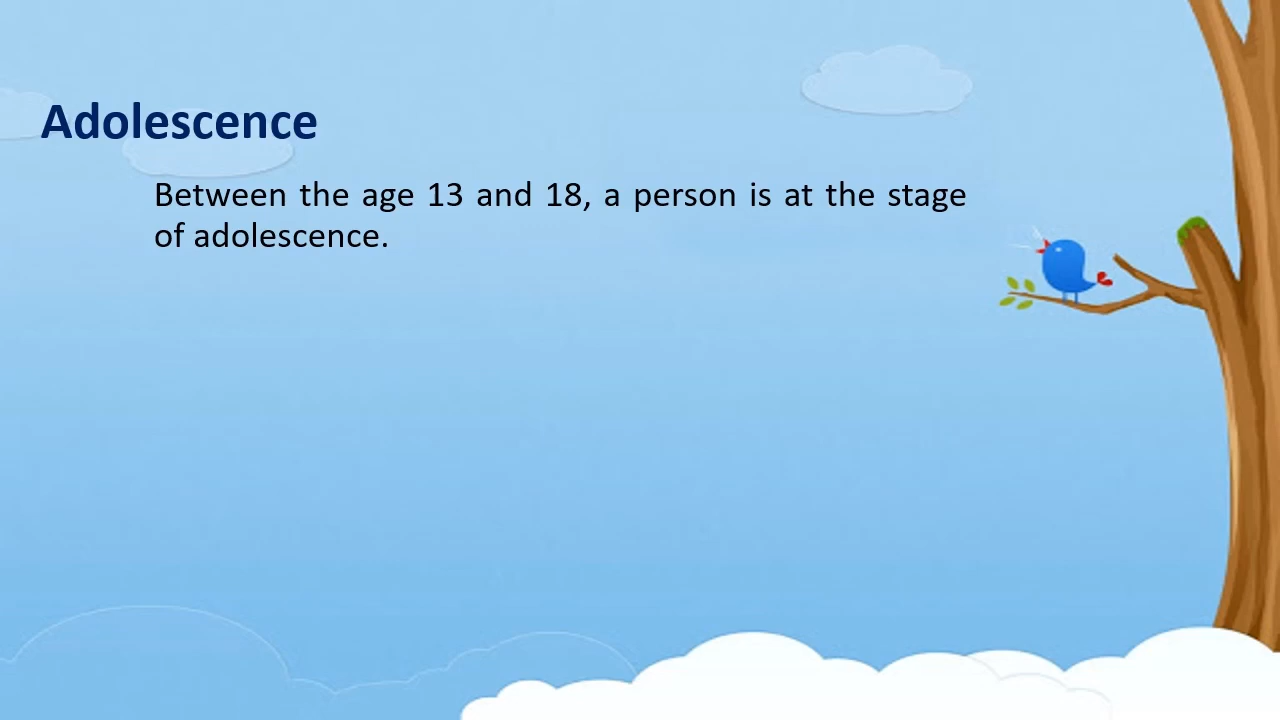 Adolescence
Between the age 13 and 18, a person is at the stage
of adolescence.